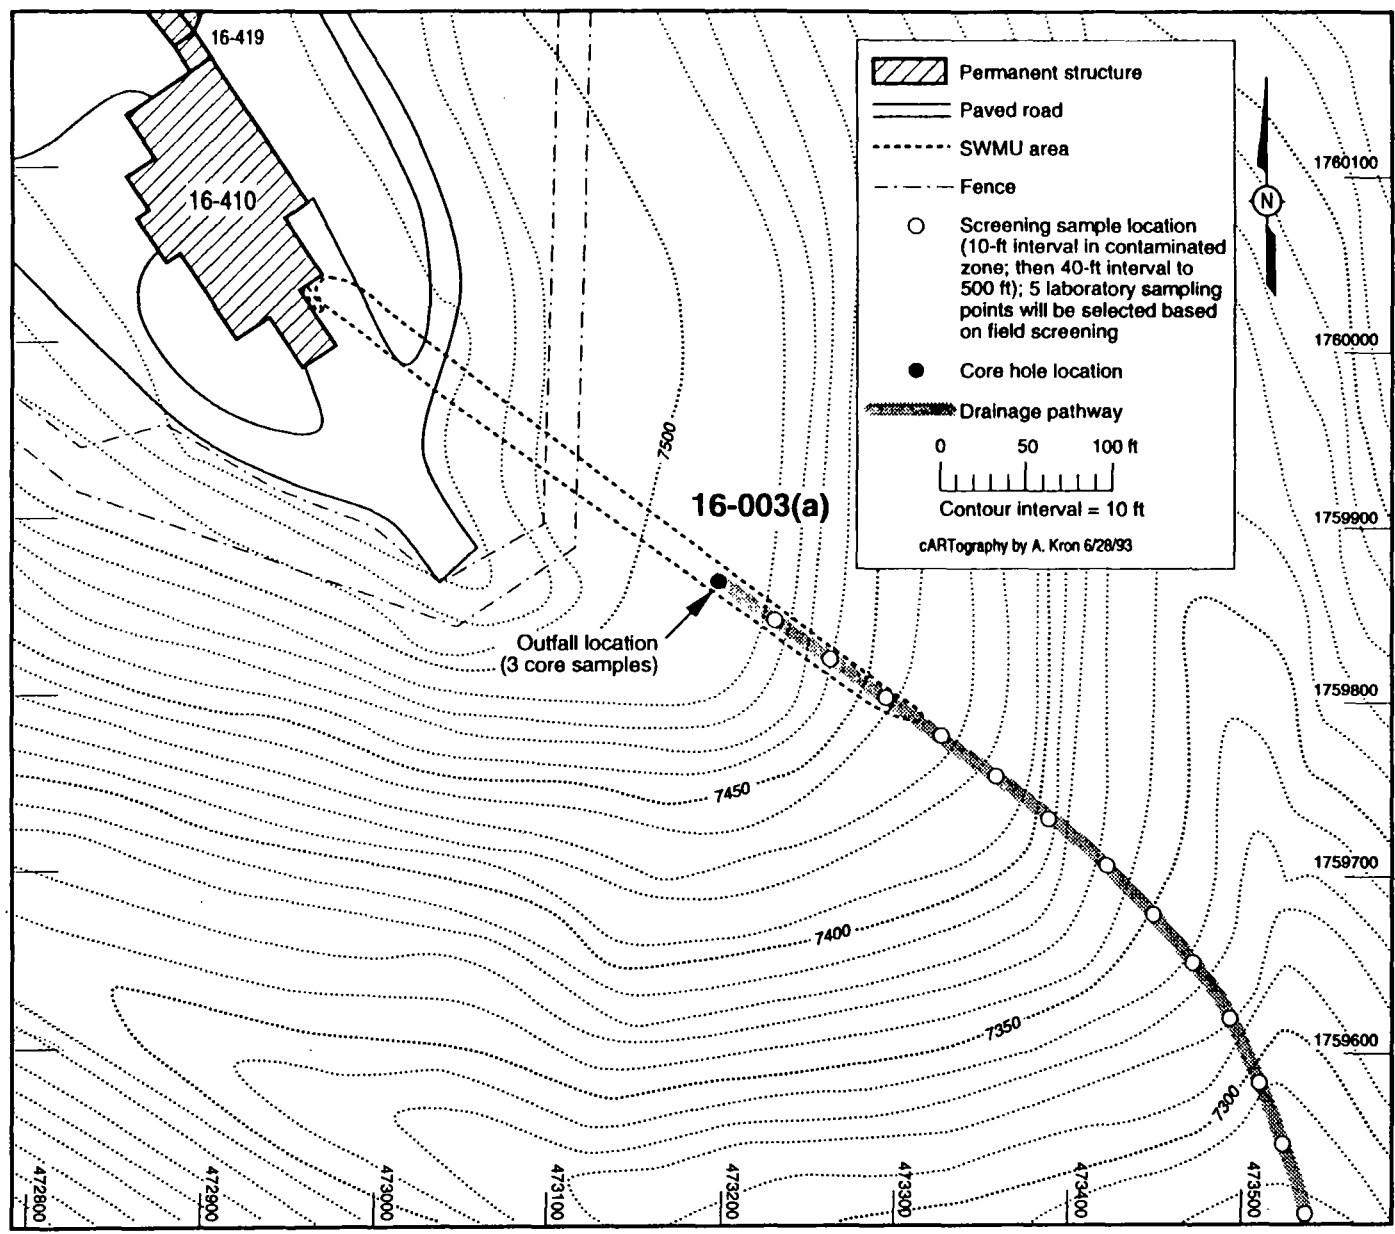 16-419
16-410
Permanent structure
Paved road
SWMU area
Fence
Screening sample location
(10-ft interval in contaminated
zone; then 40-ft interval to
500 ft); 5 laboratory sampling
points will be selected based
on field screening
Core hole location
Drainage pathway
0 50 100 ft
Contour interval = 10 ft
cARTography by A. Kron 6/28/93
N
1760100
1760000
1759900
1759800
1759700
1759600
7500
16-003(a)
Outfall location
(3 core samples)
7450
7400
7350
7300
472800
472900
473000
473100
473200
473300
473400
473500